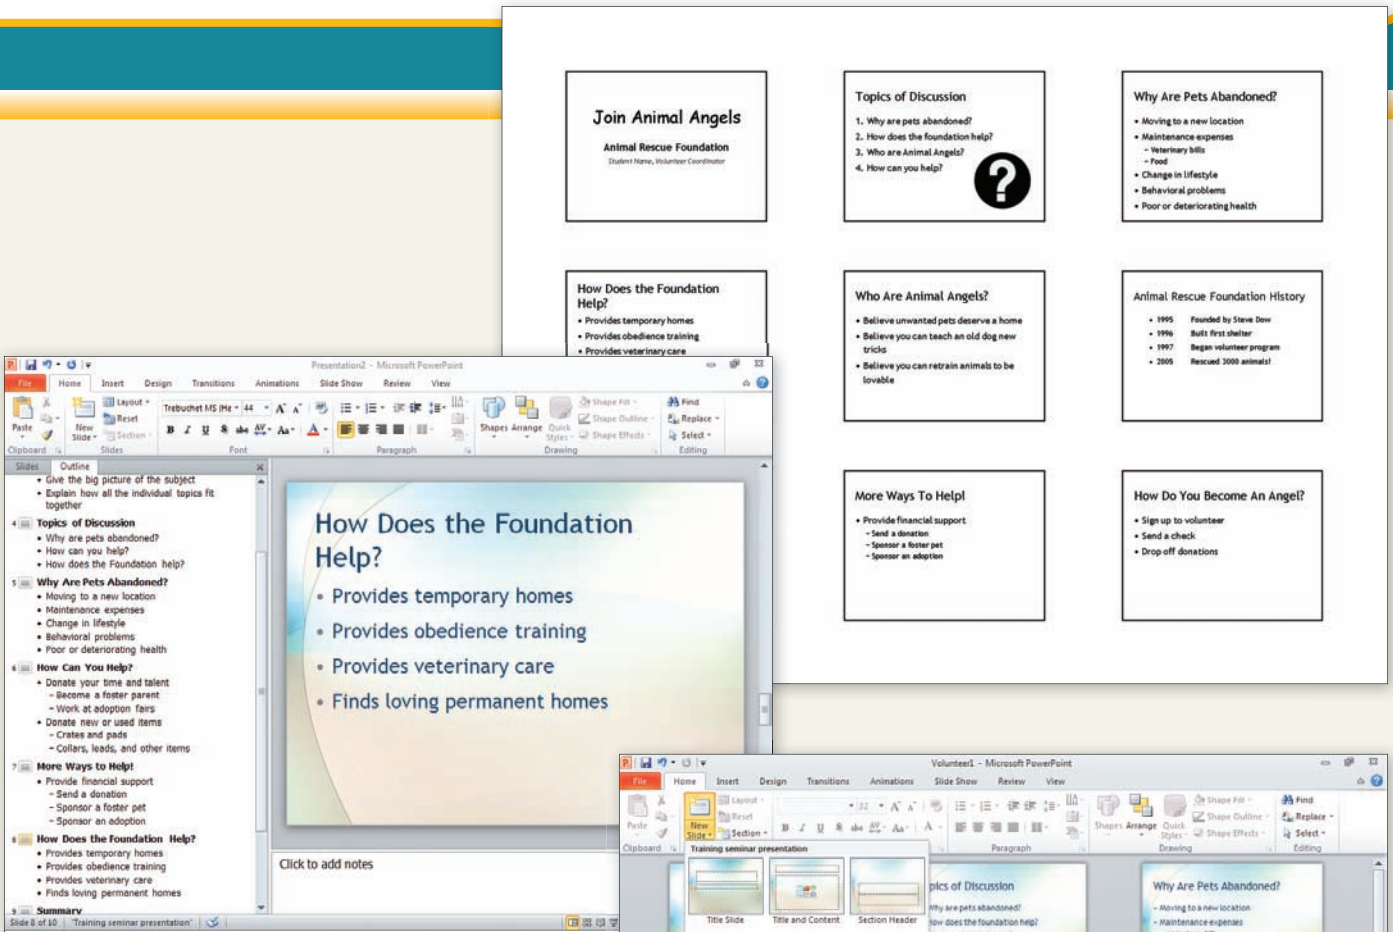 Join Animal Angels
Animal Rescue Foundation
Student Name, Volunteer Coordinator
Topics of Discussion
1. Why are pets abandoned?
2. How does the foundation help?
3. Who are Animal Angels?
4. How can you help?
?
Why Are Pets Abandoned?
• Moving to a new location
• Maintenance expenses
– Veterinary bills
– Food
• Change in lifestyle
• Behavioral problems
• Poor or deteriorating health
How Does the Foundation
Help?
• Provides temporary homes
• Provides obedience training
• Provides veterinary care
Who Are Animal Angels?
• Believe unwanted pets deserve a home
• Believe you can teach an old dog new
tricks
• Believe you can retrain animals to be
lovable
Animal Rescue Foundation History
• 1995 Founded by Steve Dow
• 1996 Built first shelter
• 1997 Began volunteer program
• 2005 Rescued 3000 animals!
More Ways To Help!
• Provide financial support
– Send a donation
– Sponsor a foster pet
– Sponsor an adoption
How Do You Become An Angel?
• Sign up to volunteer
• Send a check
• Drop off donations
Presentation2 - Microsoft PowerPoint
File Home Insert Design Transitions Animations Slide Show Review View
Paste
New
Slide
Layout
Reset
Section
Trebuchet MS (He 44
B I U S abc AV Aa A
Shapes Arrange Quick
Styles
Shape Fill
Shape Outline
Shape Effects
Find
Replace
Select
Clipboard Slides Font Paragraph Drawing Editing
Slides Outline
• Give the big picture of the subject
• Explain how all the individual topics fit
together
4 Topics of Discussion
• Why are pets abandoned?
• How can you help?
• How does the Foundation help?
5 Why Are Pets Abandoned?
• Moving to a new location
• Maintenance expenses
• Change in lifestyle
• Behavioral problems
• Poor or deteriorating health
6 How Can You Help?
• Donate your time and talent
– Become a foster parent
– Work at adoption fairs
• Donate new or used items
– Crates and pads
– Collars, leads, and other items
7 More Ways to Help!
• Provide financial support
– Send a donation
– Sponsor a foster pet
– Sponsor an adoption
8 How Does the Foundation Help?
• Provides temporary homes
• Provides obedience training
• Provides veterinary care
• Finds loving permanent homes
9 Summary
How Does the Foundation
Help?
• Provides temporary homes
• Provides obedience training
• Provides veterinary care
• Finds loving permanent homes
Click to add notes
Slide 8 of 10 "Training seminar presentation"
Volunteer1 - Microsoft PowerPoint
File Home Insert Design Transitions Animations Slide Show Review View
Paste
New
Slide
Layout
Reset
Section
32
B I U S abc AV Aa A
Shapes Arrange Quick
Styles
Shape Fill
Shape Outline
Shape Effects
Find
Replace
Select
Clipboard Paragraph Drawing Editing
Training seminar presentation
Title Slide Title and Content Section Header
pics of Discussion
Why are pets abandoned?
ow does the foundation help?
Why Are Pets Abandoned?
• Moving to a new location
• Maintenance expenses